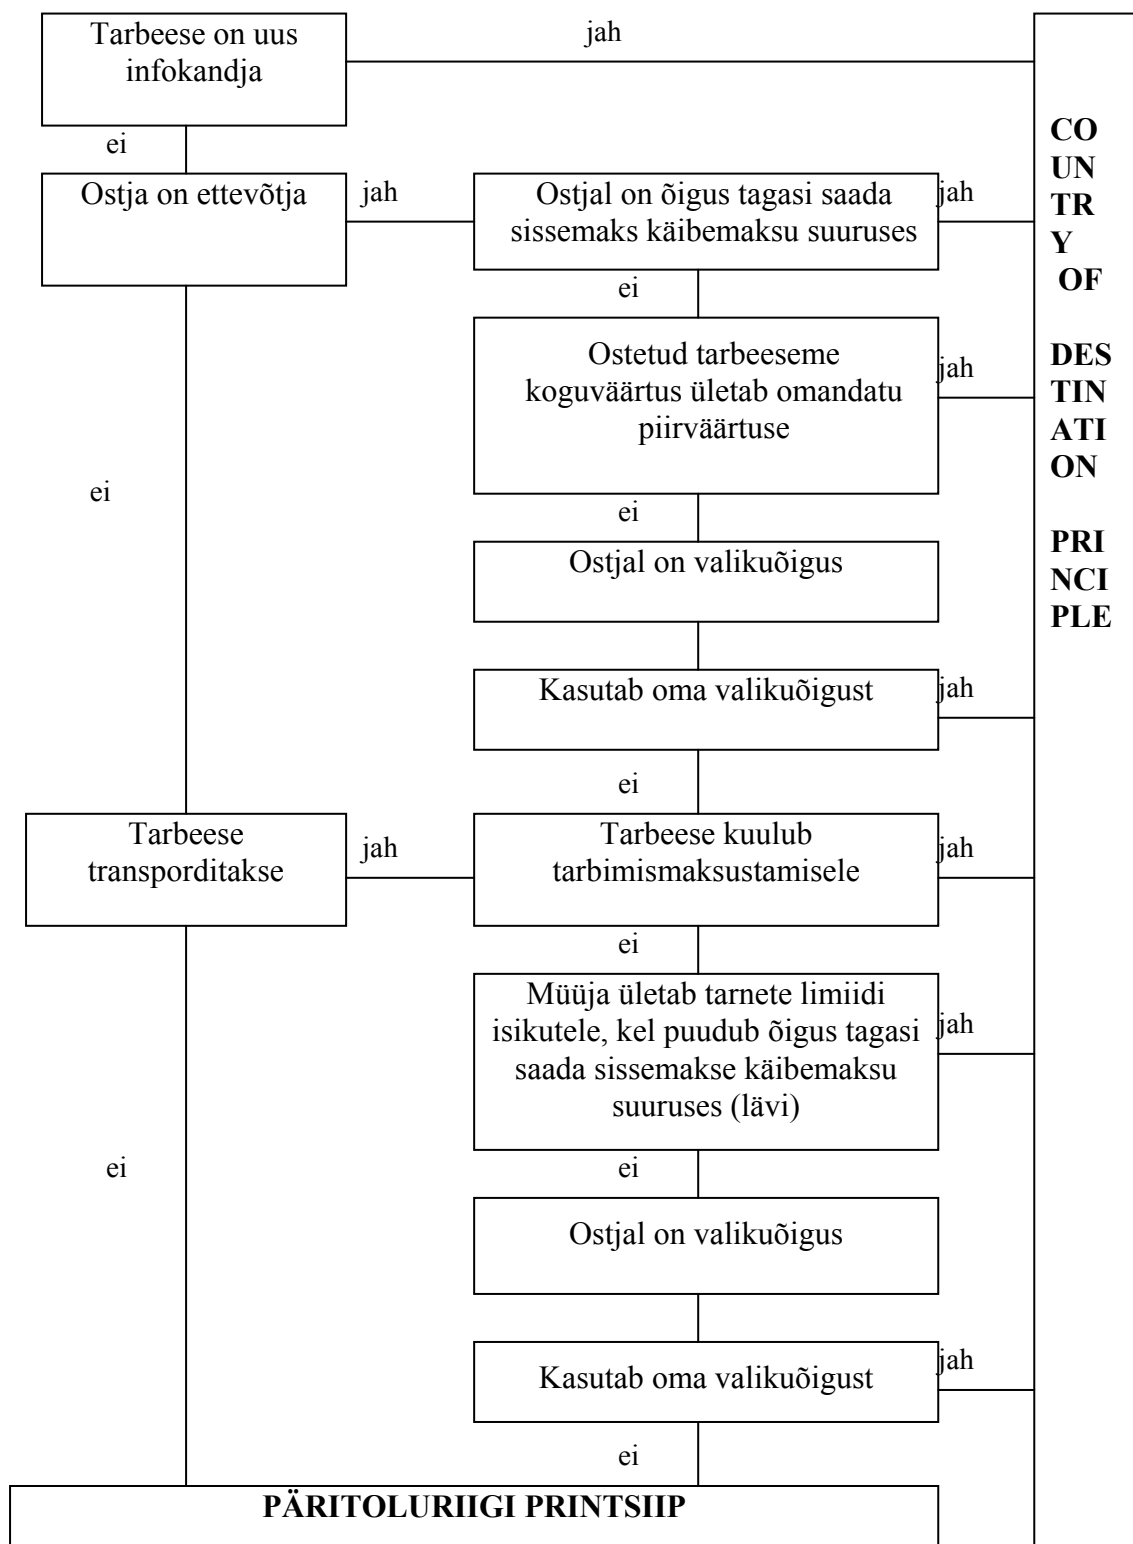 Tarbeese on uus
infokandja
jah
ei
Ostja on ettevõtja
jah
Ostjal on õigus tagasi saada
sissemaks käibemaksu suuruses
jah
ei
Ostetud tarbeeseme
koguväärtus ületab omandatu
piirväärtuse
jah
ei
ei
Ostjal on valikuõigus
Kasutab oma valikuõigust
jah
ei
Tarbeese
transporditakse
jah
Tarbeese kuulub
tarbimismaksustamisele
jah
ei
Müüja ületab tarnete limiidi
isikutele, kel puudub õigus tagasi
saada sissemakse käibemaksu
suuruses (lävi)
jah
ei
ei
Ostjal on valikuõigus
Kasutab oma valikuõigust
jah
ei
PÄRITOLURIIGI PRINTSIIP
CO
UN
TR
Y
OF
DES
TIN
ATI
ON
PRI
NCI
PLE